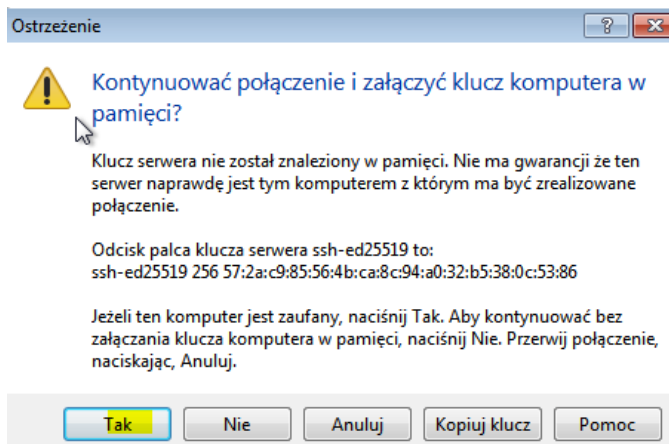 Ostrzeżenie
Kontynuować połączenie i załączyć klucz komputera w
pamięci?
Klucz serwera nie został znaleziony w pamięci. Nie ma gwarancji że ten
serwer naprawdę jest tym komputerem z którym ma być zrealizowane
połączenie.
Odcisk palca klucza serwera ssh-ed25519 to:
ssh-ed25519 256 57:2a:c9:85:56:4b:ca:8c:94:a0:32:b5:38:0c:53:86
Jeżeli ten komputer jest zaufany, naciśnij Tak. Aby kontynuować bez
załączania klucza komputera w pamięci, naciśnij Nie. Przerwij połączenie,
naciskając, Anuluj.
Tak Nie Anuluj Kopiuj klucz Pomoc